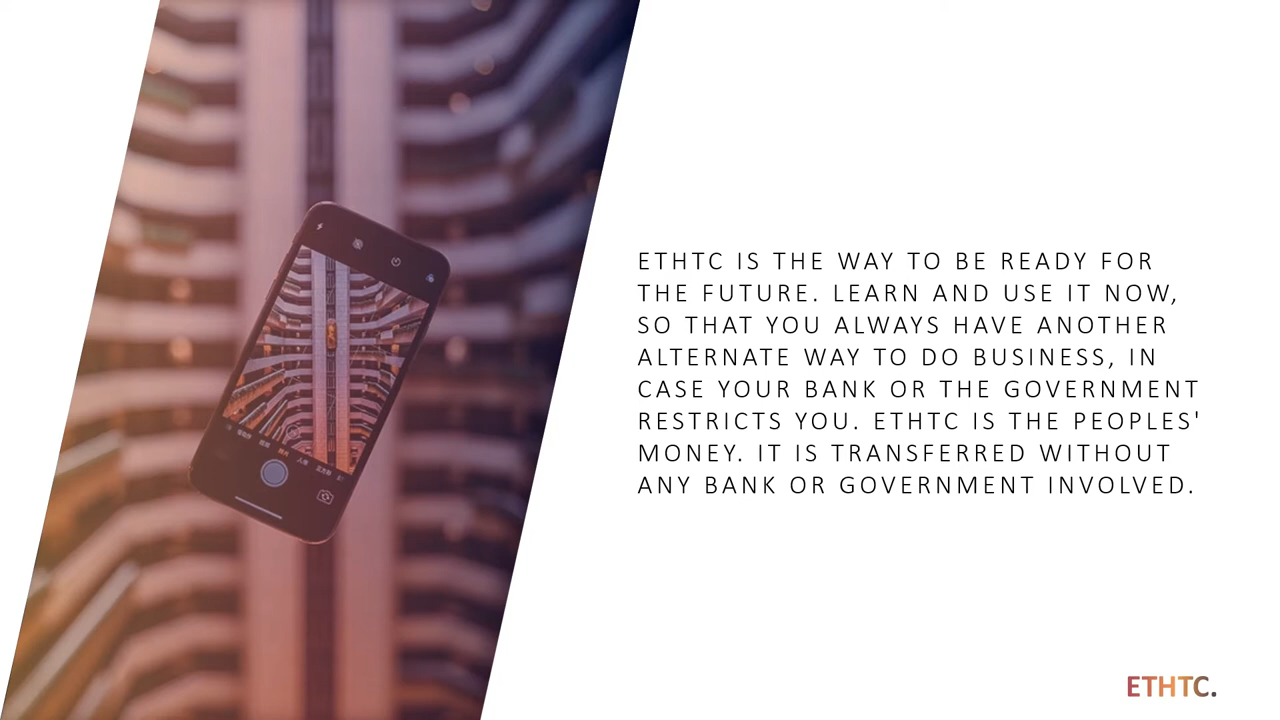 ETHTC IS THE WAY TO BE READY FOR
THE FUTURE. LEARN AND USE IT NOW,
SO THAT YOU ALWAYS HAVE ANOTHER
ALTERNATE WAY TO DO BUSINESS, IN
CASE YOUR BANK OR THE GOVERNMENT
RESTRICTS YOU. ETHTC IS THE PEOPLES'
MONEY. IT IS TRANSFERRED WITHOUT
ANY BANK OR GOVERNMENT INVOLVED.
ETHTC.